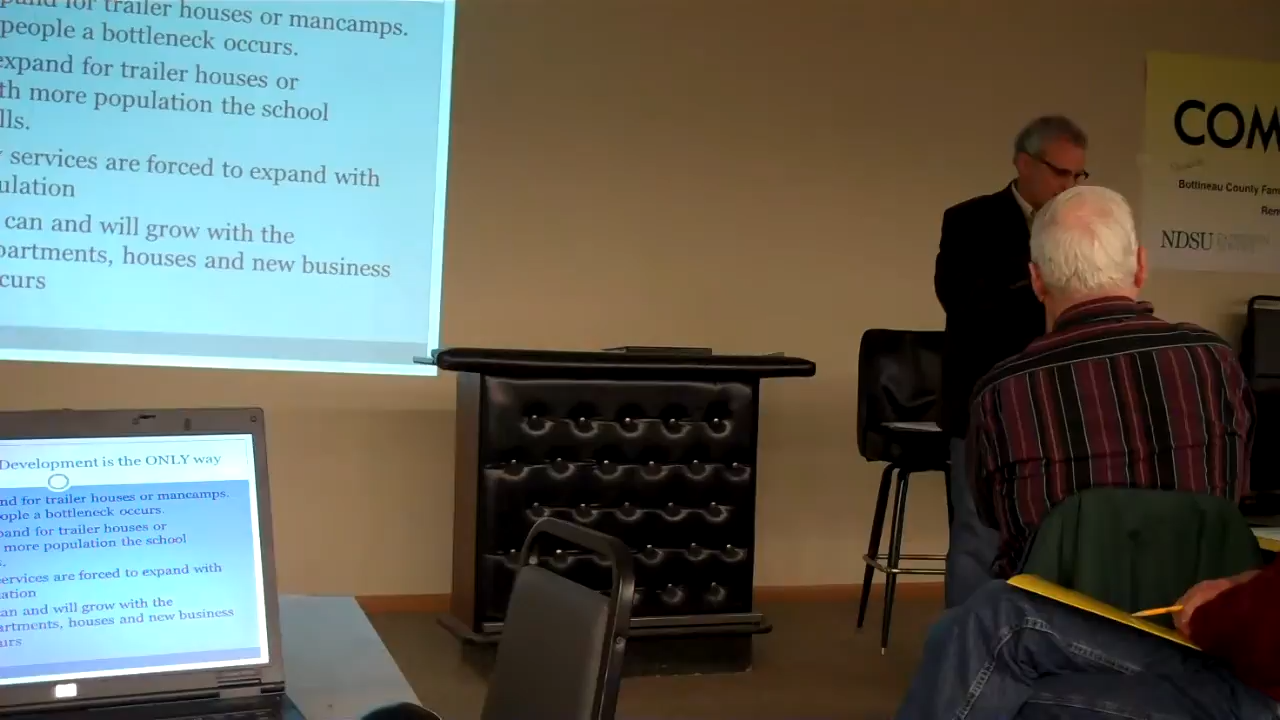 for trailer houses or mancamps.
people a bottleneck occurs.
expand for trailer houses or
th more population the school
lls.
services are forced to expand with
ulation
can and will grow with the
partments, houses and new business
curs
Development is the ONLY way
nd for trailer houses or mancamps.
ople a bottleneck occurs.
pand for trailer houses or
more population the school
s.
ervices are forced to expand with
ation
an and will grow with the
artments, houses and new business
urs
COM
Bottineau County Fam
Ren
NDSU